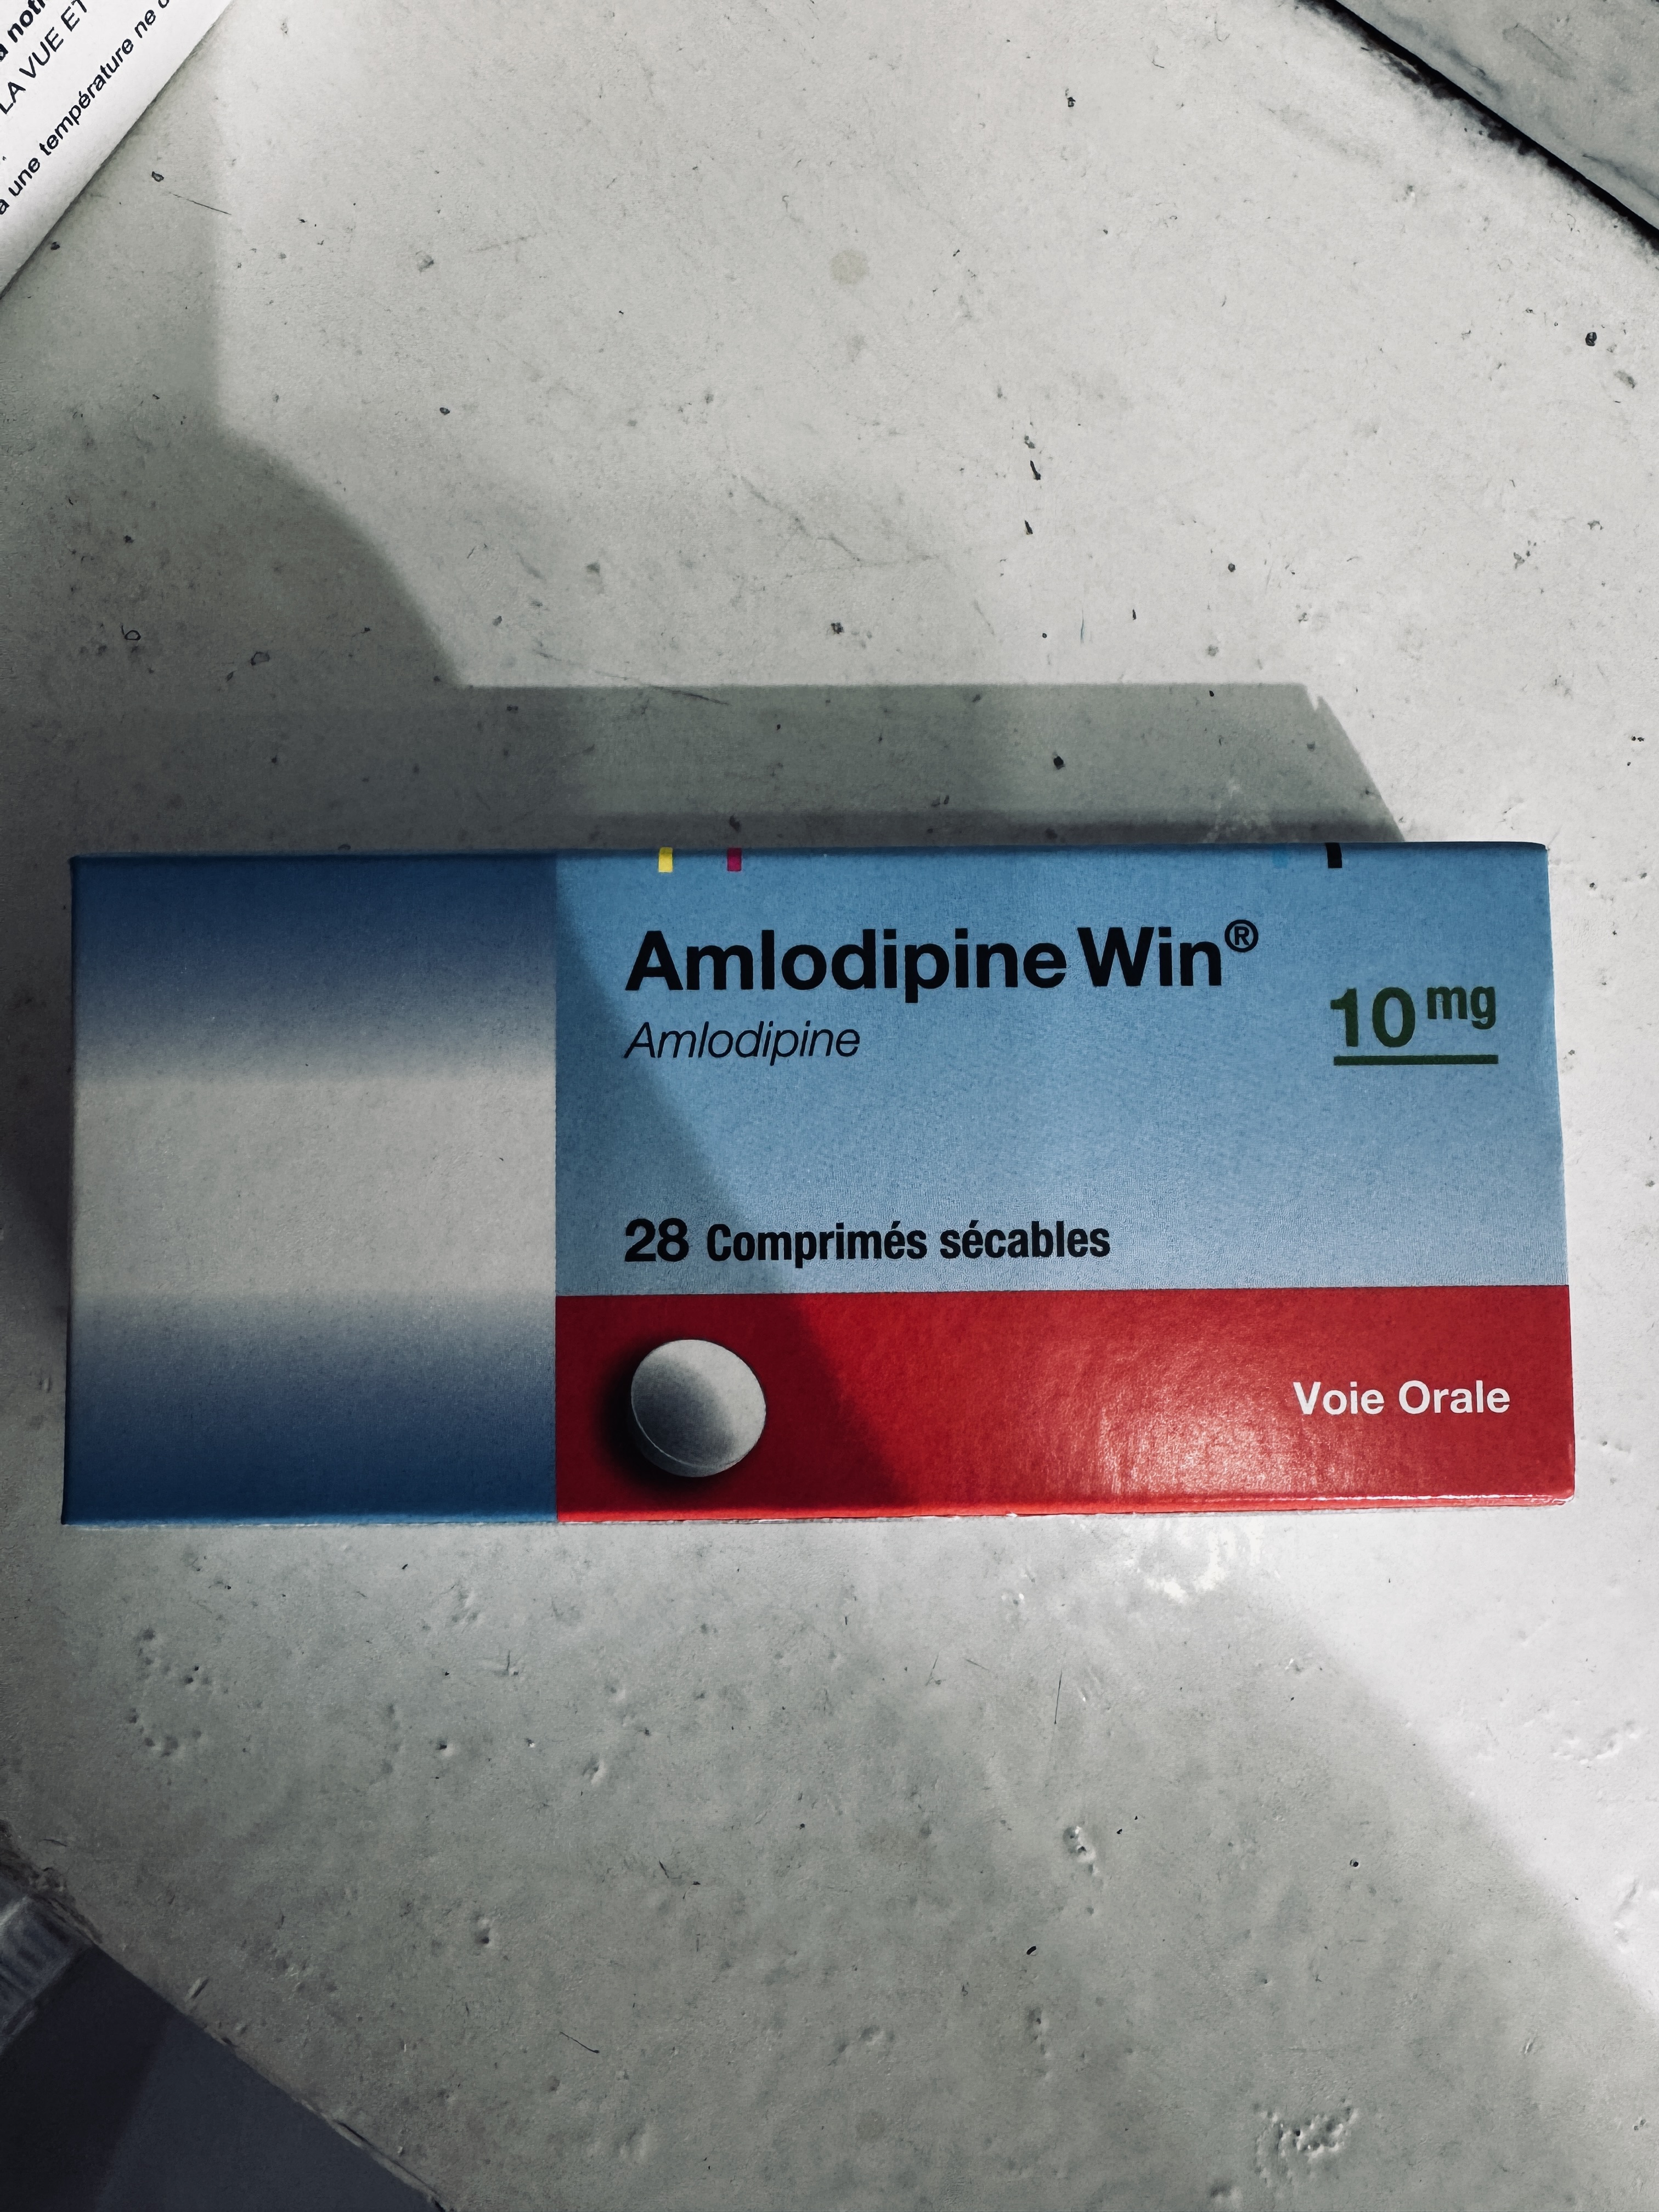 LA VUE ET
à une température ne
Amlodipine Win®
Amlodipine
10 mg
28 Comprimés sécables
Voie Orale